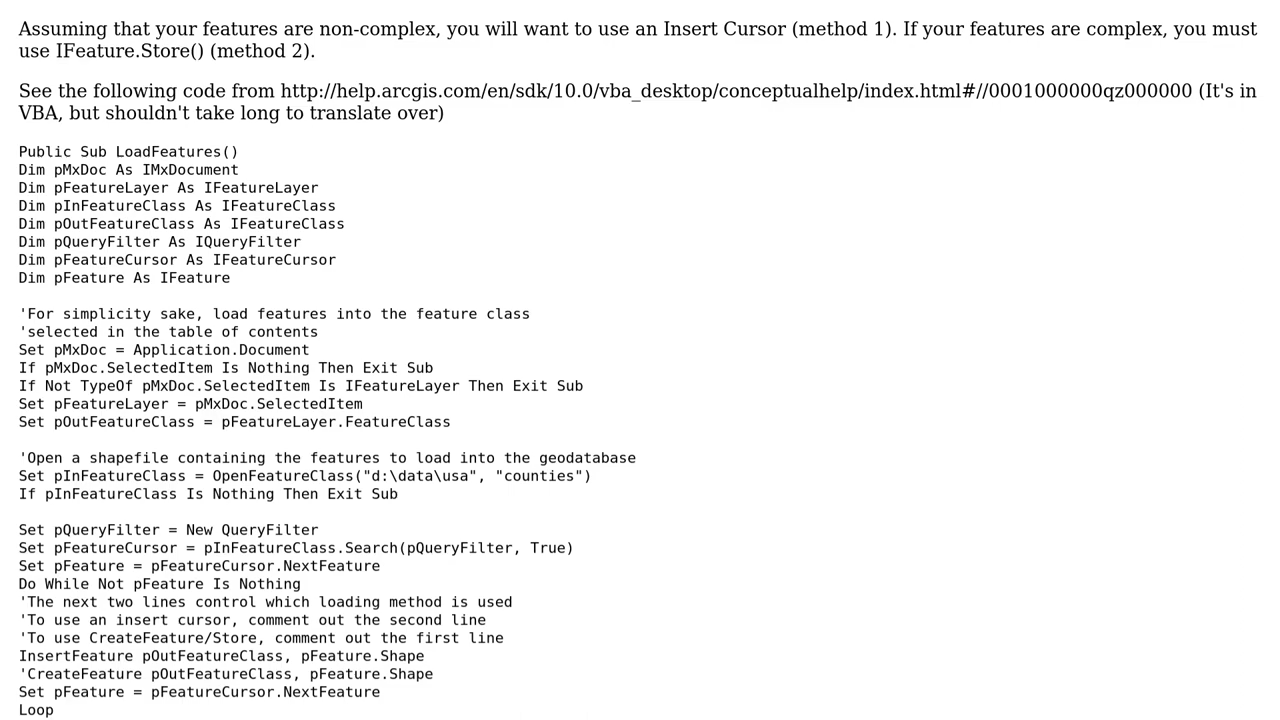 Assuming that your features are non-complex, you will want to use an Insert Cursor (method 1). If your features are complex, you must
use IFeature.Store() (method 2).
See the following code from http://help.arcgis.com/en/sdk/10.0/vba_desktop/conceptualhelp/index.html#//0001000000qz000000 (It's in
VBA, but shouldn't take long to translate over)
Public Sub LoadFeatures()
Dim pMxDoc As IMxDocument
Dim pFeatureLayer As IFeatureLayer
Dim pInFeatureClass As IFeatureClass
Dim pOutFeatureClass As IFeatureClass
Dim pQueryFilter As IQueryFilter
Dim pFeatureCursor As IFeatureCursor
Dim pFeature As IFeature
'For simplicity sake, load features into the feature class
'selected in the table of contents
Set pMxDoc = Application.Document
If pMxDoc.SelectedItem Is Nothing Then Exit Sub
If Not TypeOf pMxDoc.SelectedItem Is IFeatureLayer Then Exit Sub
Set pFeatureLayer = pMxDoc.SelectedItem
Set pOutFeatureClass = pFeatureLayer.FeatureClass
'Open a shapefile containing the features to load into the geodatabase
Set pInFeatureClass = OpenFeatureClass("d:\data\usa", "counties")
If pInFeatureClass Is Nothing Then Exit Sub
Set pQueryFilter = New QueryFilter
Set pFeatureCursor = pInFeatureClass.Search(pQueryFilter, True)
Set pFeature = pFeatureCursor.NextFeature
Do While Not pFeature Is Nothing
'The next two lines control which loading method is used
'To use an insert cursor, comment out the second line
'To use CreateFeature/Store, comment out the first line
InsertFeature pOutFeatureClass, pFeature.Shape
'CreateFeature pOutFeatureClass, pFeature.Shape
Set pFeature = pFeatureCursor.NextFeature
Loop